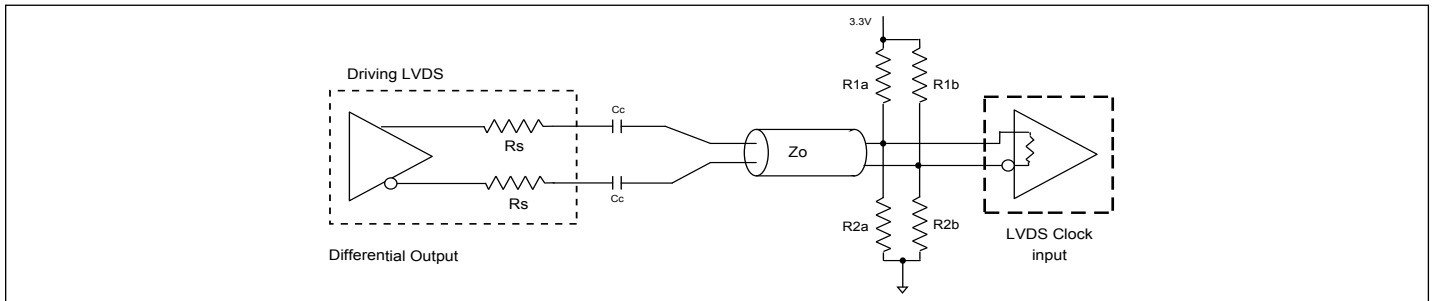 3.3V
Driving LVDS
R1a
R1b
Cc
Rs
Zo
Rs
Cc
R2a
R2b
LVDS Clock
input
Differential Output